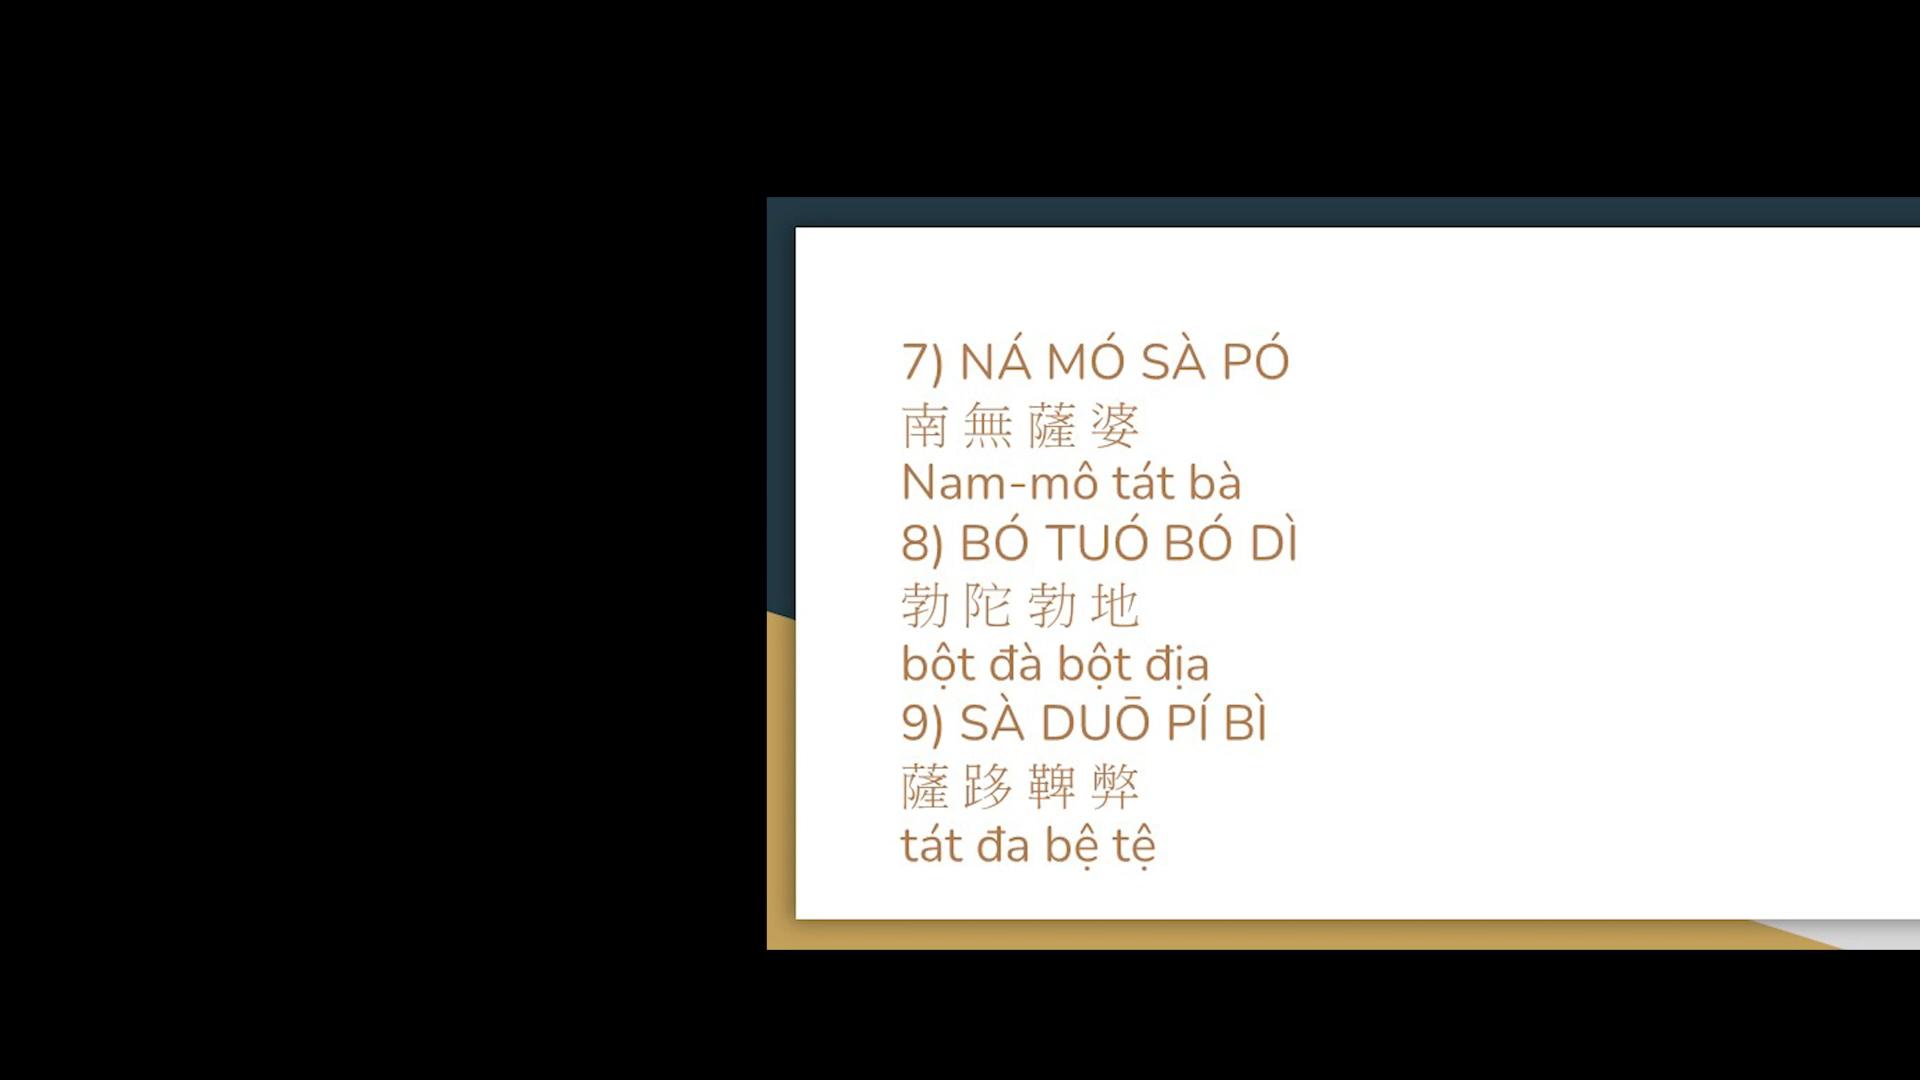 7) NÁ MÓ SÀ PÓ
南 無 薩 婆
Nam-mô tát bà
8) BÓ TUÓ BÓ DÌ
勃 陀 勃 地
bột đà bột địa
9) SÀ DUŌ PÍ BÌ
薩 跢 鞞 弊
tát đa bệ tệ